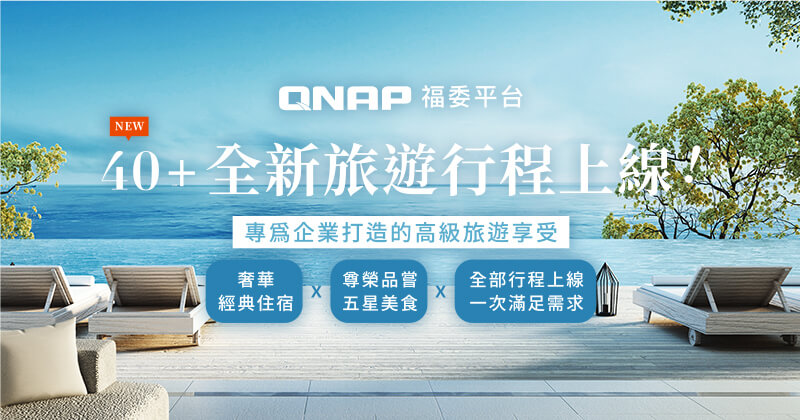 QNAP 福委平台
NEW
40+全新旅遊行程上線！
專爲企業打造的高級旅遊享受
奢華
經典住宿
x
尊榮品嘗
五星美食
x
全部行程上線
一次滿足需求